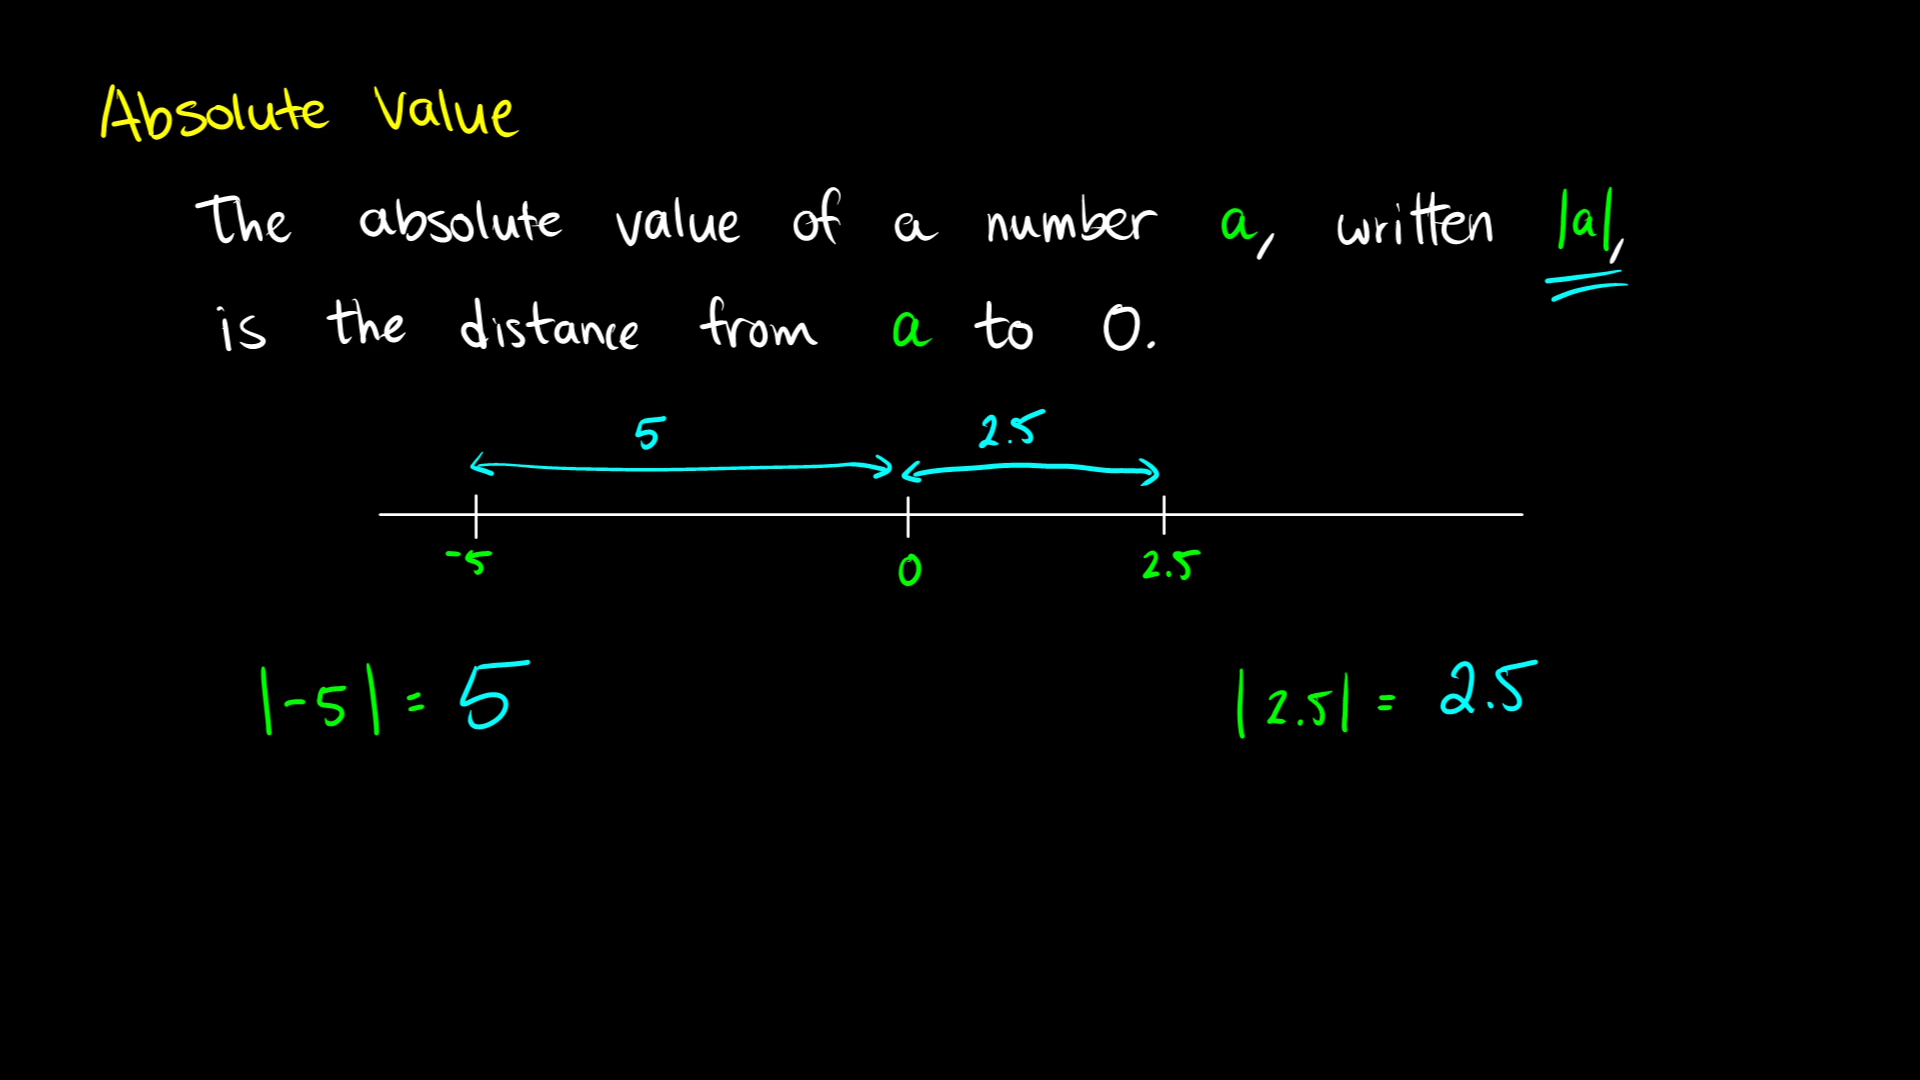 Absolute Value
The absolute value of a number a, written |a|,
is the distance from a to 0.
5 2.5
-5 0 2.5
|-5| = 5 |2.5| = 2.5